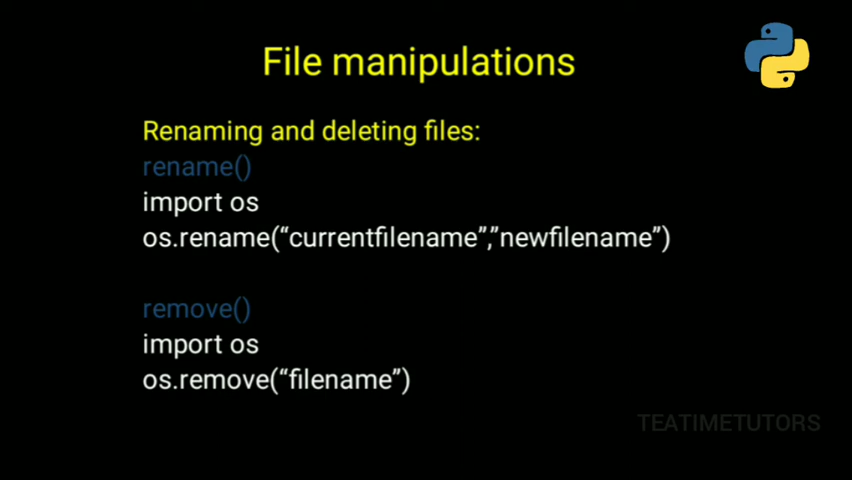 File manipulations
Renaming and deleting files:
rename()
import os
os.rename(“currentfilename”,”newfilename”)
remove()
import os
os.remove(“filename”)
TEATIMETUTORS